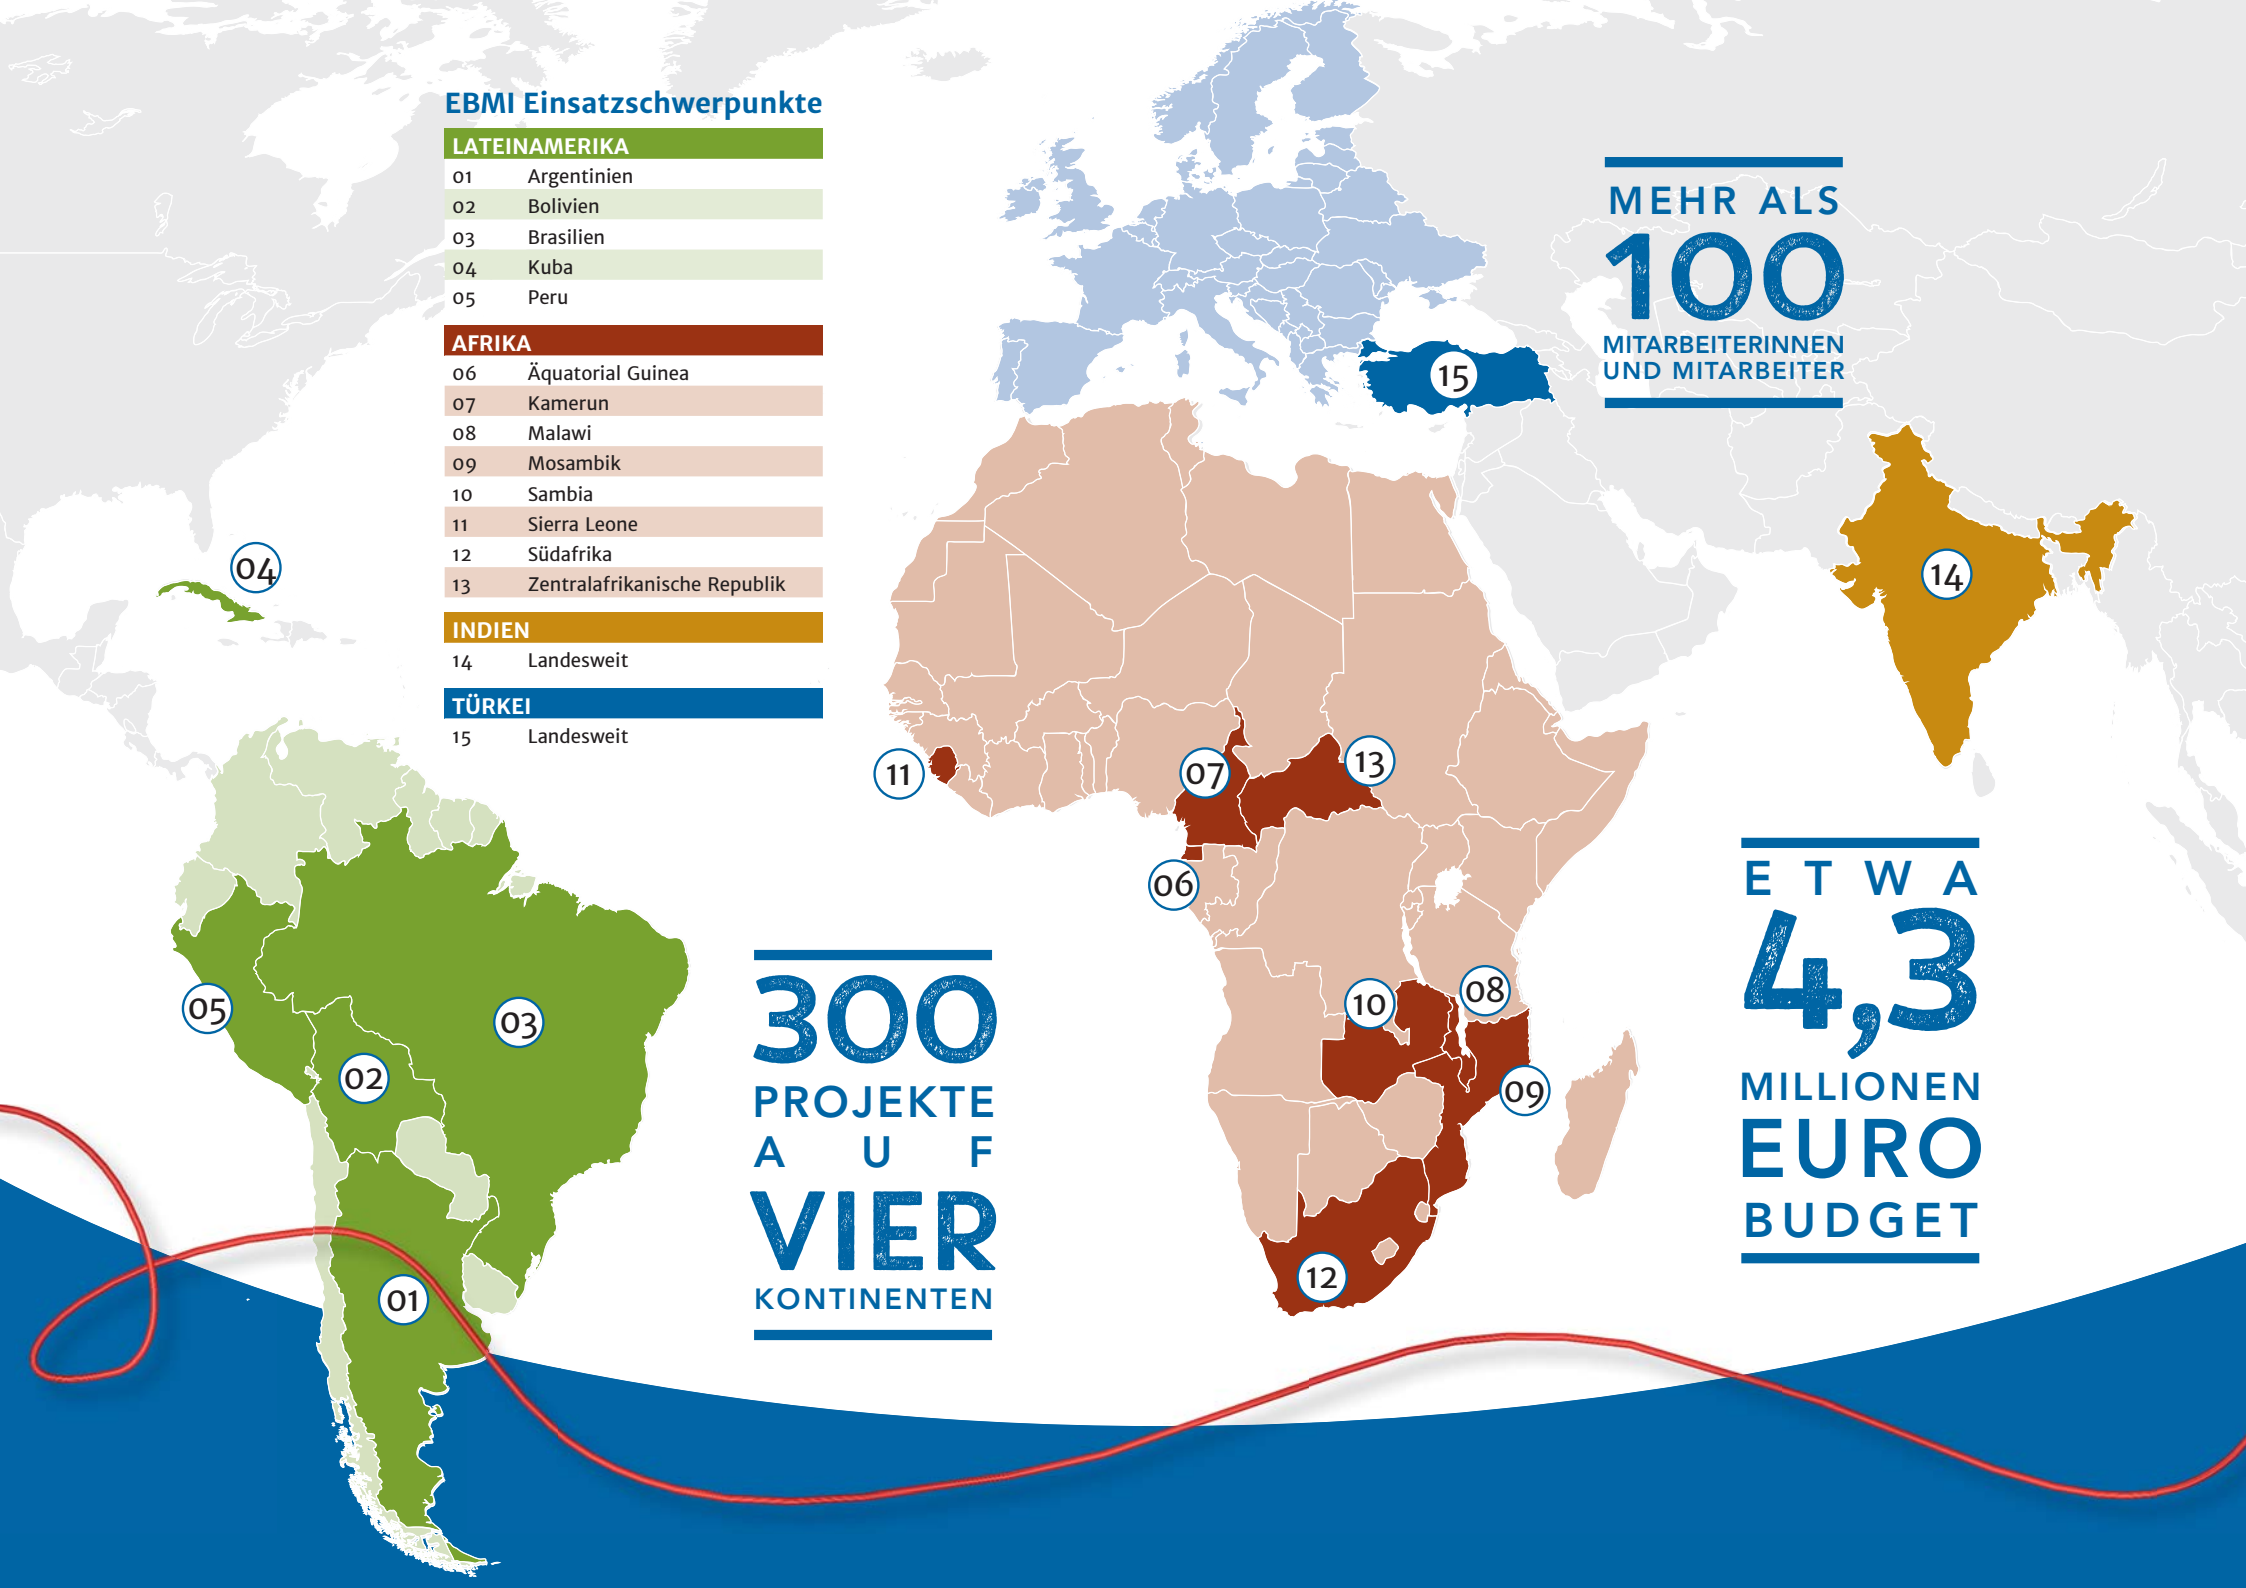 EBMI Einsatzschwerpunkte
LATEINAMERIKA
01 Argentinien
02 Bolivien
03 Brasilien
04 Kuba
05 Peru
AFRIKA
06 Äquatorial Guinea
07 Kamerun
08 Malawi
09 Mosambik
10 Sambia
11 Sierra Leone
12 Südafrika
13 Zentralafrikanische Republik
INDIEN
14 Landesweit
TÜRKEI
15 Landesweit
MEHR ALS
100
MITARBEITERINNEN
UND MITARBEITER
15
04
14
11
07
13
06
05
03
02
01
10
08
09
12
300
PROJEKTE
AUF
VIER
KONTINENTEN
ETWA
4,3
MILLIONEN
EURO
BUDGET